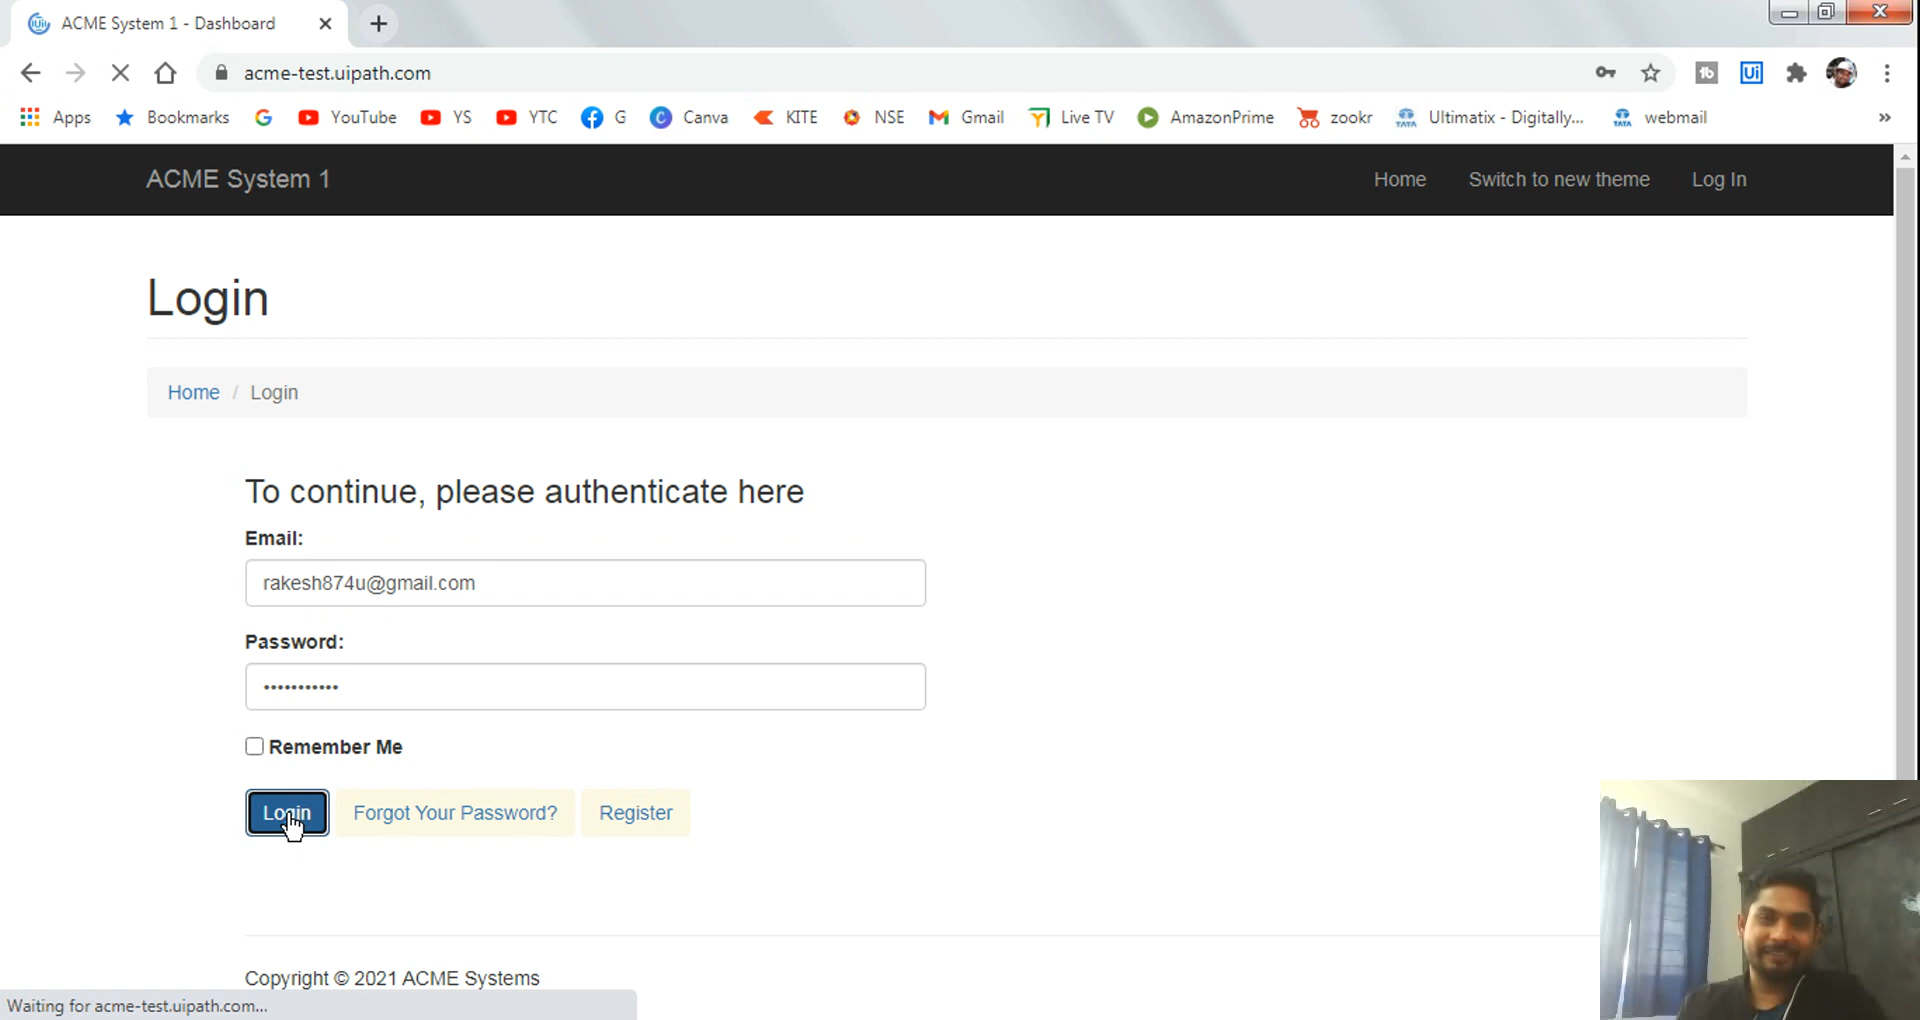 ACME System 1 - Dashboard
acme-test.uipath.com
Apps Bookmarks YouTube YS YTC G Canva KITE NSE Gmail Live TV AmazonPrime zookr Ultimatix - Digitally... webmail »
ACME System 1 Home Switch to new theme Log In
Login
Home / Login
To continue, please authenticate here
Email:
rakesh874u@gmail.com
Password:
•••••••••••
Remember Me
Login Forgot Your Password? Register
Copyright © 2021 ACME Systems
Waiting for acme-test.uipath.com...